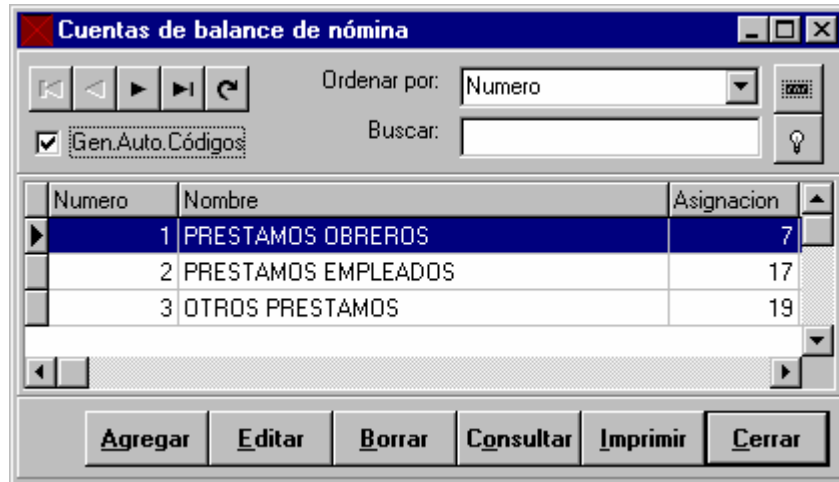 Cuentas de balance de nómina
Ordenar por: Numero
Gen.Auto.Códigos Buscar:
Numero Nombre Asignacion
1 PRESTAMOS OBREROS 7
2 PRESTAMOS EMPLEADOS 17
3 OTROS PRESTAMOS 19
Agregar Editar Borrar Consultar Imprimir Cerrar